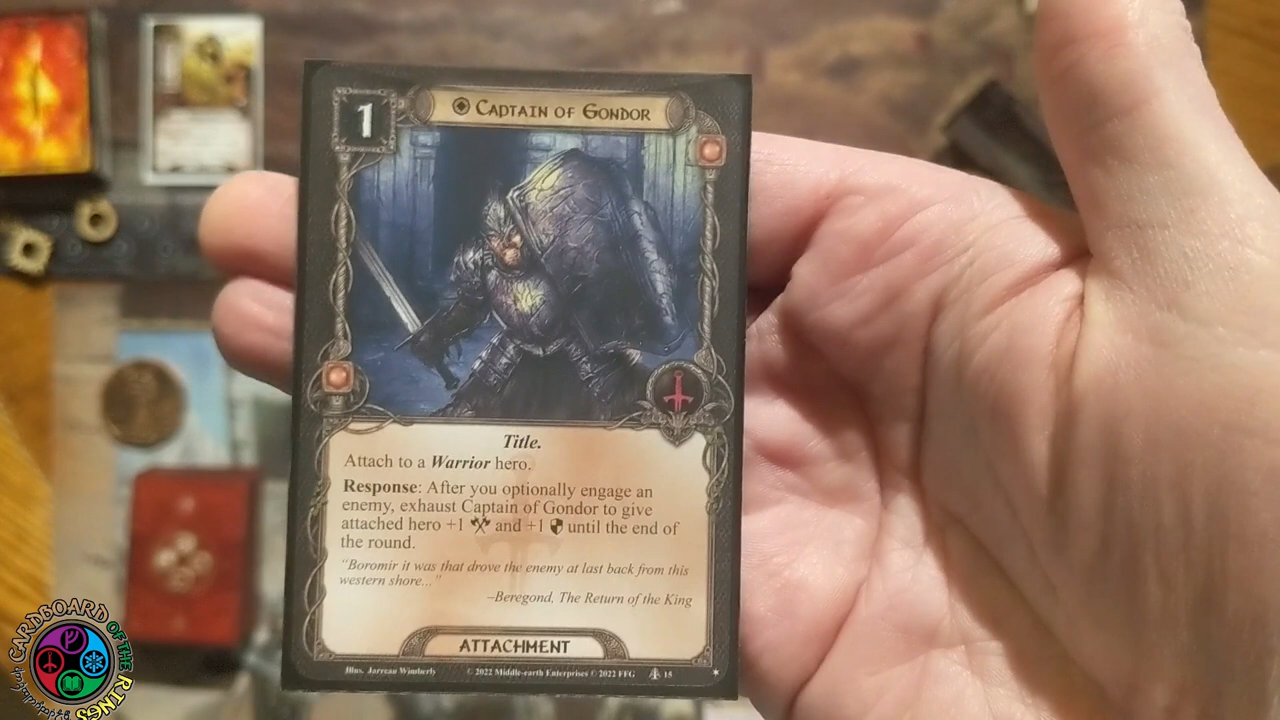 1
CAPTAIN OF GONDOR
Title.
Attach to a Warrior hero.
Response: After you optionally engage an
enemy, exhaust Captain of Gondor to give
attached hero +1 and +1 until the end of
the round.
"Boromir it was that drove the enemy at last back from this
western shore..."
–Beregond, The Return of the King
ATTACHMENT
Illus. Jarreau Wimberly © 2022 Middle-earth Enterprises © 2022 FFG 15
CARDBOARD OF THE RINGS